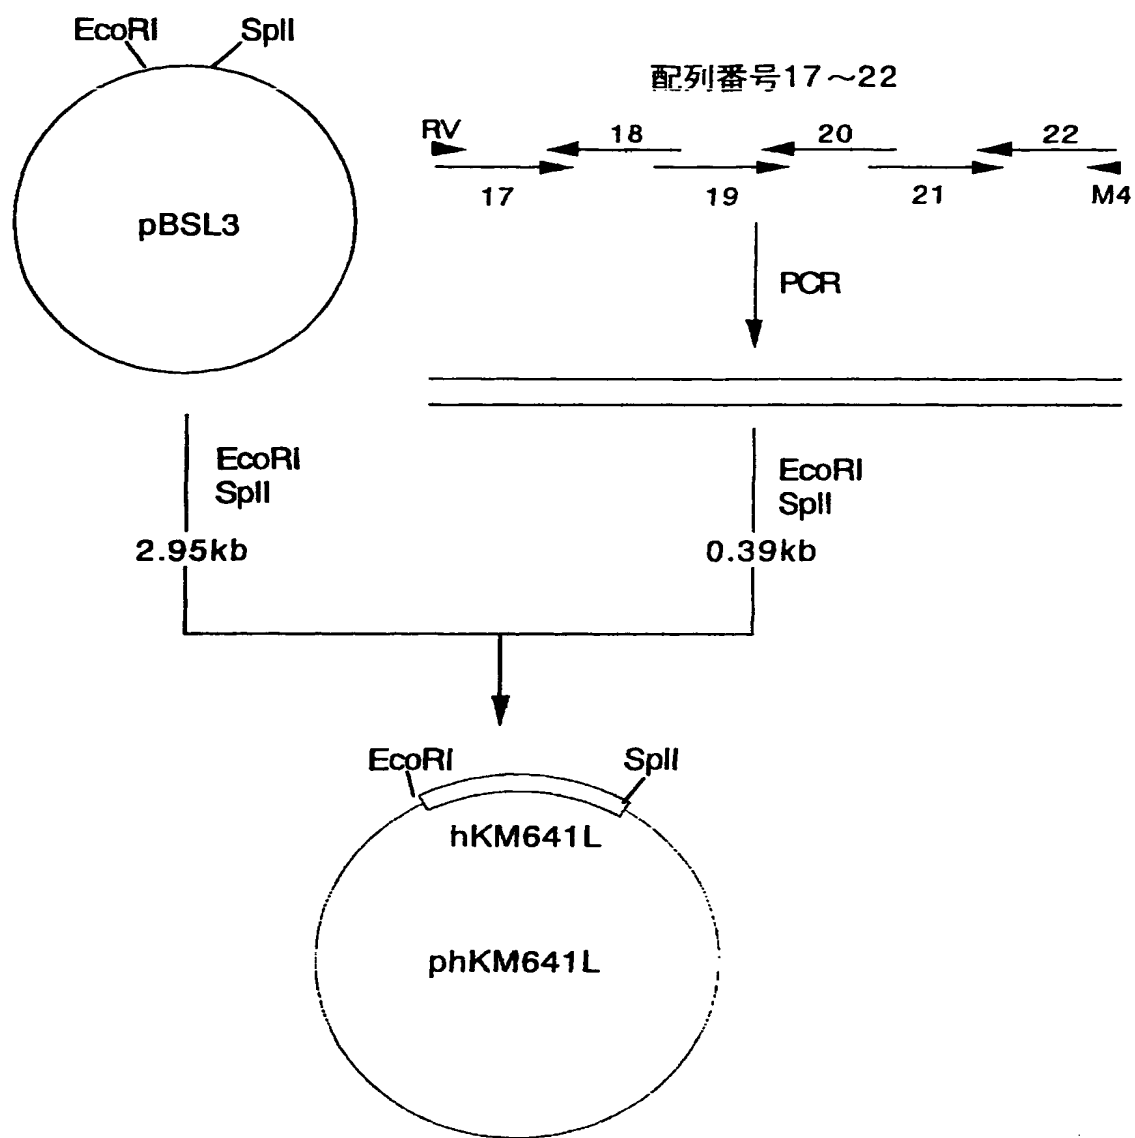 EcoRI
SplI
pBSL3
配列番号17～22
RV
18
20
22
17
19
21
M4
PCR
EcoRI
SplI
2.95kb
EcoRI
SplI
0.39kb
EcoRI
SplI
hKM641L
phKM641L